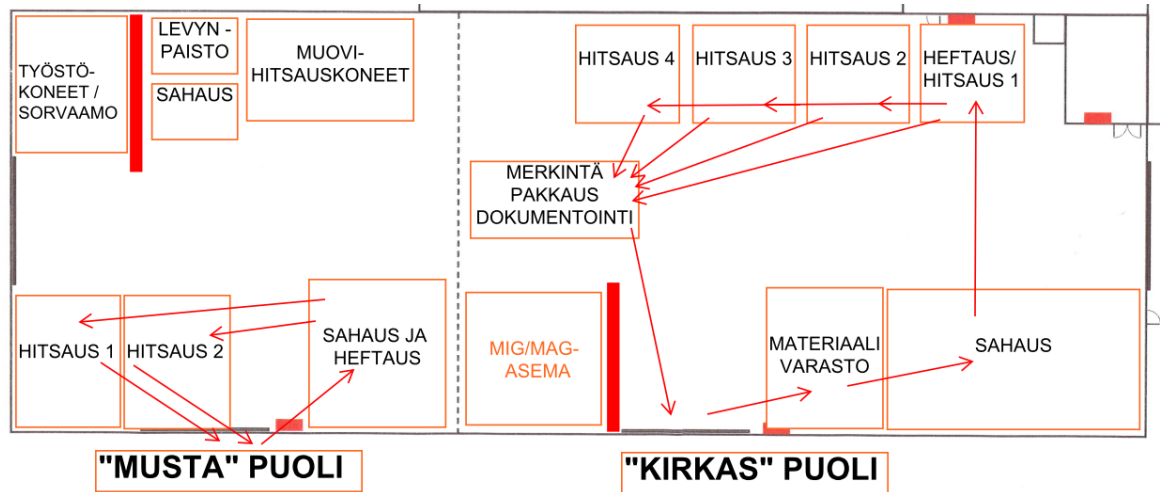 TYÖSTÖ-
KONEET /
SORVAAMO
LEVYN -
PAISTO
SAHAUS
MUOVI-
HITSAUSKONEET
HITSAUS 4
HITSAUS 3
HITSAUS 2
HEFTAUS/
HITSAUS 1
MERKINTÄ
PAKKAUS
DOKUMENTOINTI
HITSAUS 1
HITSAUS 2
SAHAUS JA
HEFTAUS
MIG/MAG-
ASEMA
MATERIAALI
VARASTO
SAHAUS
"MUSTA" PUOLI
"KIRKAS" PUOLI